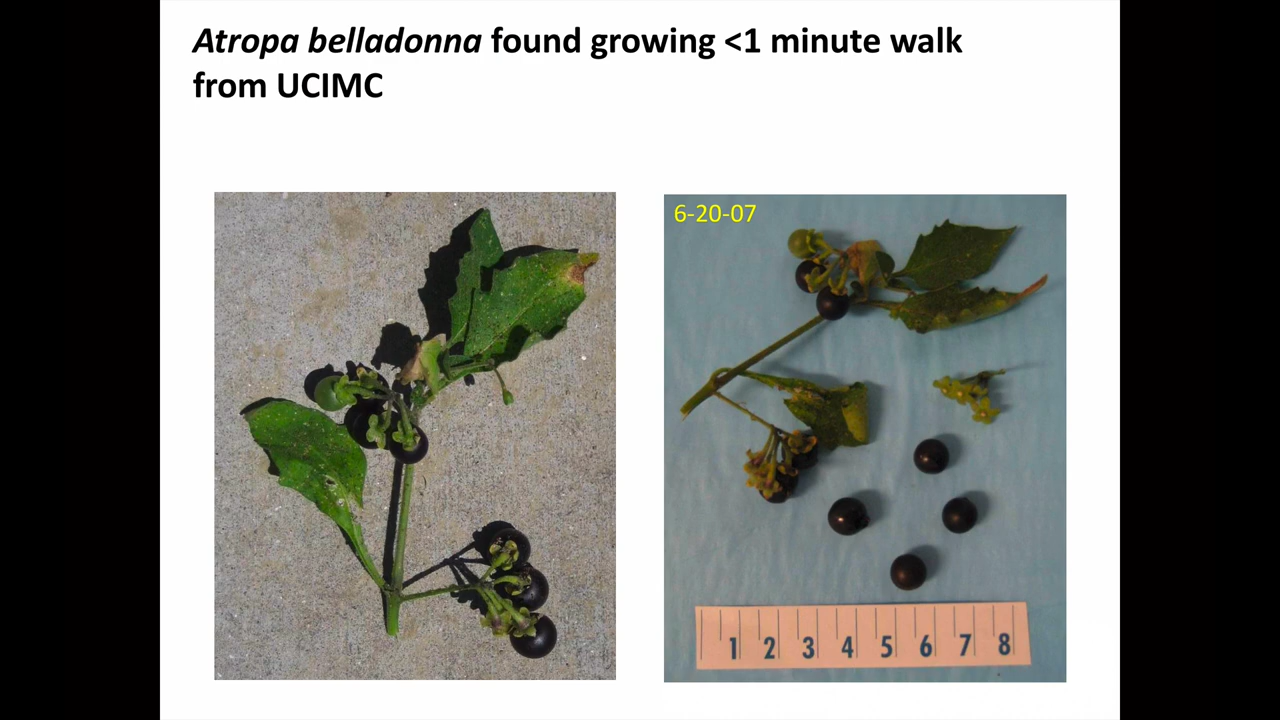 Atropa belladonna found growing <1 minute walk
from UCIMC
6-20-07
1 2 3 4 5 6 7 8